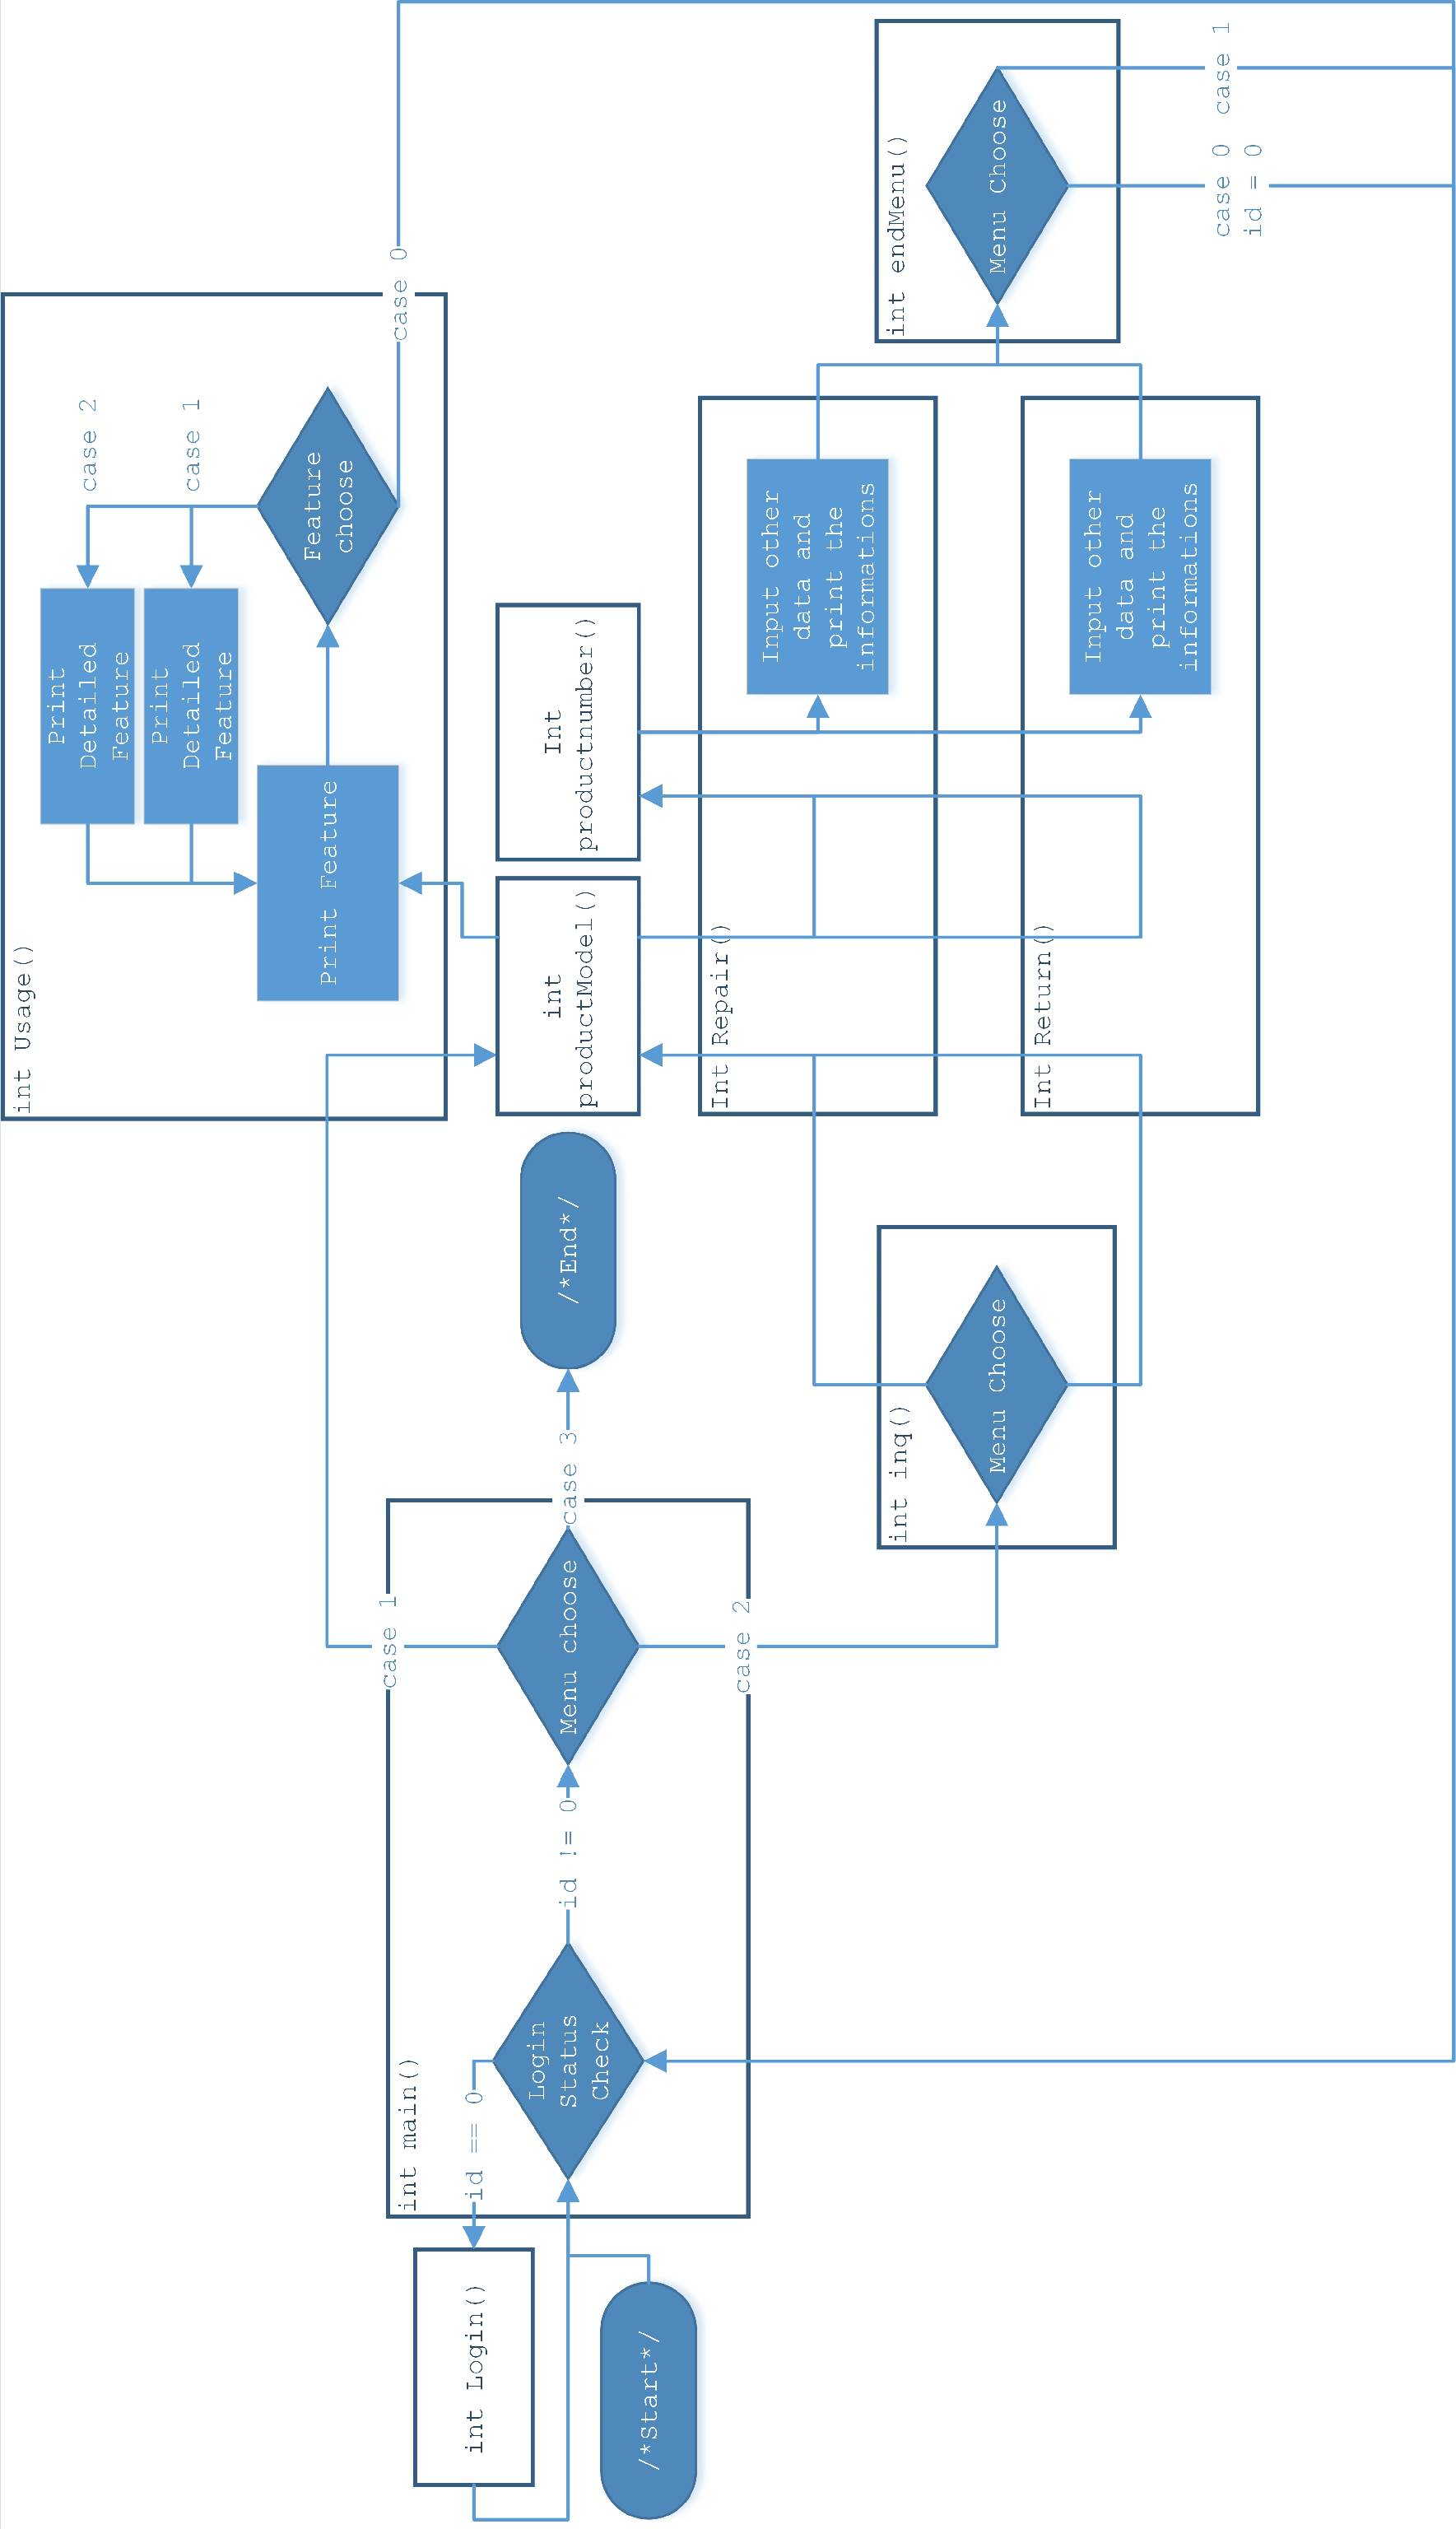 /*Start*/
int Login()
int main()
id == 0
Login
Status
Check
id != 0
Menu choose
case 1
case 2
case 3
/*End*/
int inq()
Menu Choose
int Usage()
Print Feature
Print
Detailed
Feature
Print
Detailed
Feature
case 2
case 1
Feature
choose
case 0
int
productModel()
Int
productnumber()
Int Repair()
Input other
data and
print the
informations
Int Return()
Input other
data and
print the
informations
int endMenu()
Menu Choose
case 0
id = 0
case 1